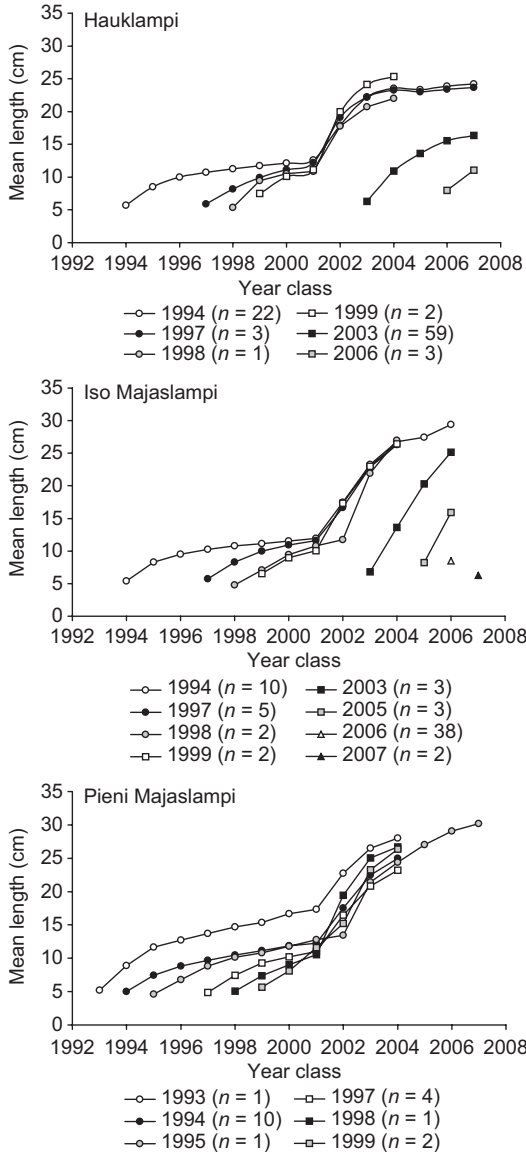 Hauklampi
Mean length (cm)
35
30
25
20
15
10
5
0
1992 1994 1996 1998 2000 2002 2004 2006 2008
Year class
1994 (n = 22) 1999 (n = 2)
1997 (n = 3) 2003 (n = 59)
1998 (n = 1) 2006 (n = 3)
Iso Majaslampi
Mean length (cm)
35
30
25
20
15
10
5
0
1992 1994 1996 1998 2000 2002 2004 2006 2008
Year class
1994 (n = 10) 2003 (n = 3)
1997 (n = 5) 2005 (n = 3)
1998 (n = 2) 2006 (n = 38)
1999 (n = 2) 2007 (n = 2)
Pieni Majaslampi
Mean length (cm)
35
30
25
20
15
10
5
0
1992 1994 1996 1998 2000 2002 2004 2006 2008
Year class
1993 (n = 1) 1997 (n = 4)
1994 (n = 10) 1998 (n = 1)
1995 (n = 1) 1999 (n = 2)